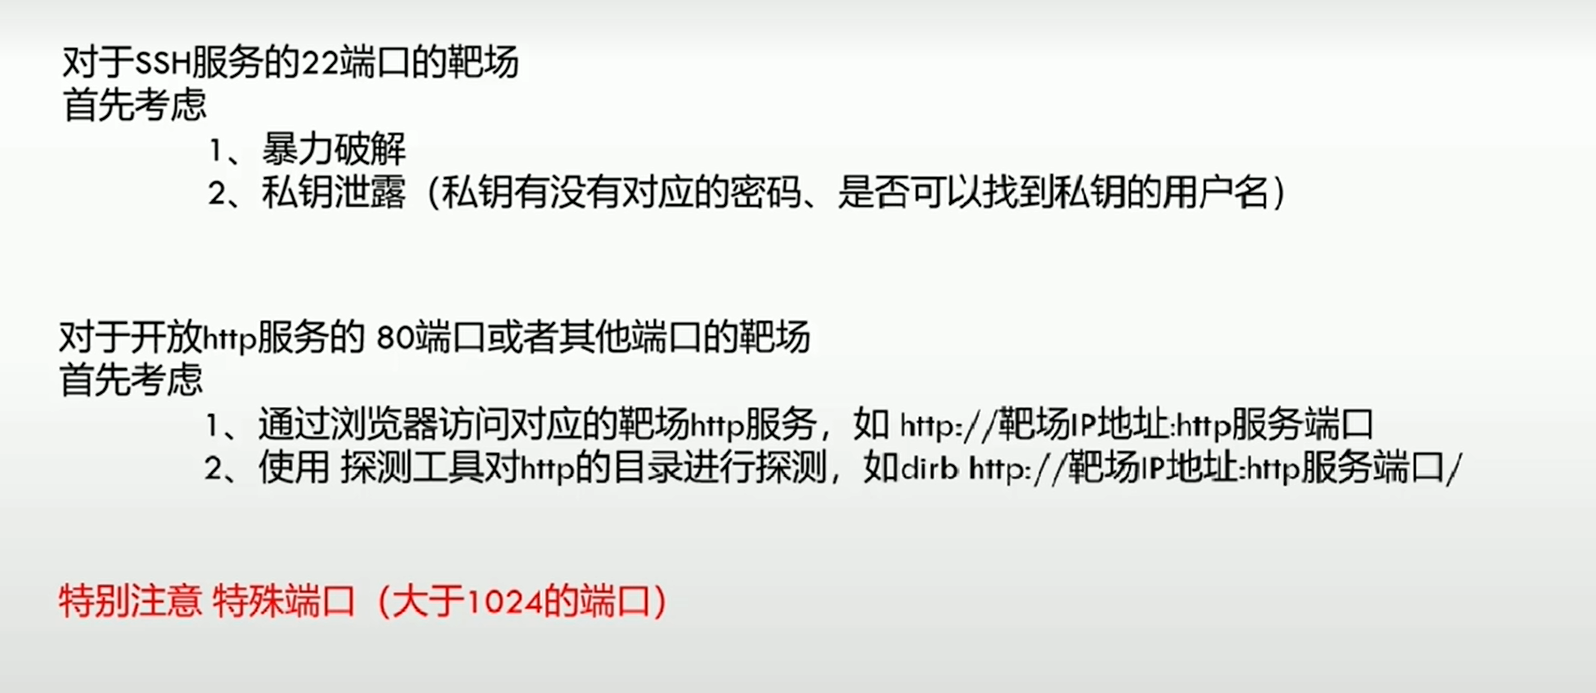 对于SSH服务的22端口的靶场
首先考虑
1、暴力破解
2、私钥泄露（私钥有没有对应的密码、是否可以找到私钥的用户名）
对于开放http服务的 80端口或者其他端口的靶场
首先考虑
1、通过浏览器访问对应的靶场http服务，如 http://靶场IP地址:http服务端口
2、使用 探测工具对http的目录进行探测，如dirb http://靶场IP地址:http服务端口/
特别注意 特殊端口（大于1024的端口）